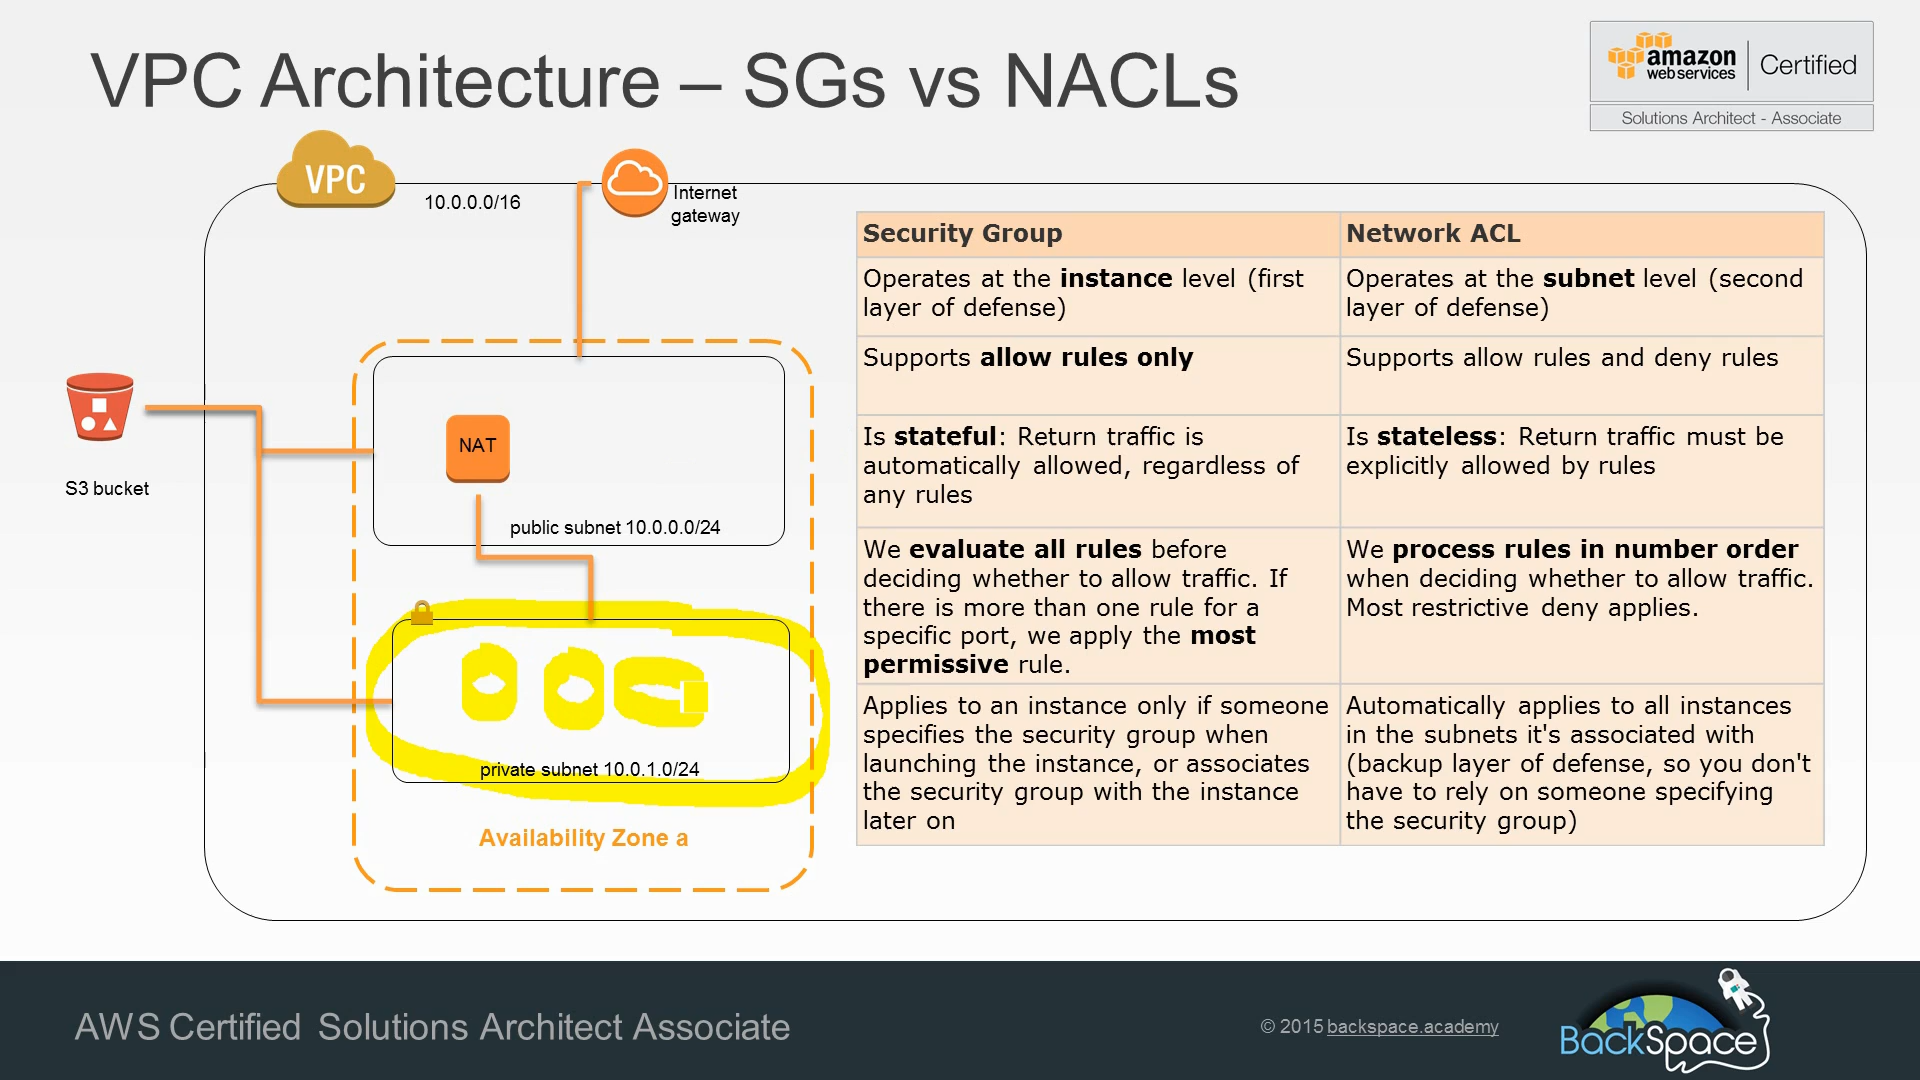 VPC Architecture – SGs vs NACLs
amazon
webservices
Certified
Solutions Architect - Associate
VPC
10.0.0.0/16
Internet
gateway
S3 bucket
NAT
public subnet 10.0.0.0/24
private subnet 10.0.1.0/24
Availability Zone a
Security Group
Network ACL
Operates at the instance level (first
layer of defense)
Operates at the subnet level (second
layer of defense)
Supports allow rules only
Supports allow rules and deny rules
Is stateful: Return traffic is
automatically allowed, regardless of
any rules
Is stateless: Return traffic must be
explicitly allowed by rules
We evaluate all rules before
deciding whether to allow traffic. If
there is more than one rule for a
specific port, we apply the most
permissive rule.
We process rules in number order
when deciding whether to allow traffic.
Most restrictive deny applies.
Applies to an instance only if someone
specifies the security group when
launching the instance, or associates
the security group with the instance
later on
Automatically applies to all instances
in the subnets it's associated with
(backup layer of defense, so you don't
have to rely on someone specifying
the security group)
AWS Certified Solutions Architect Associate
© 2015 backspace.academy
BackSpace